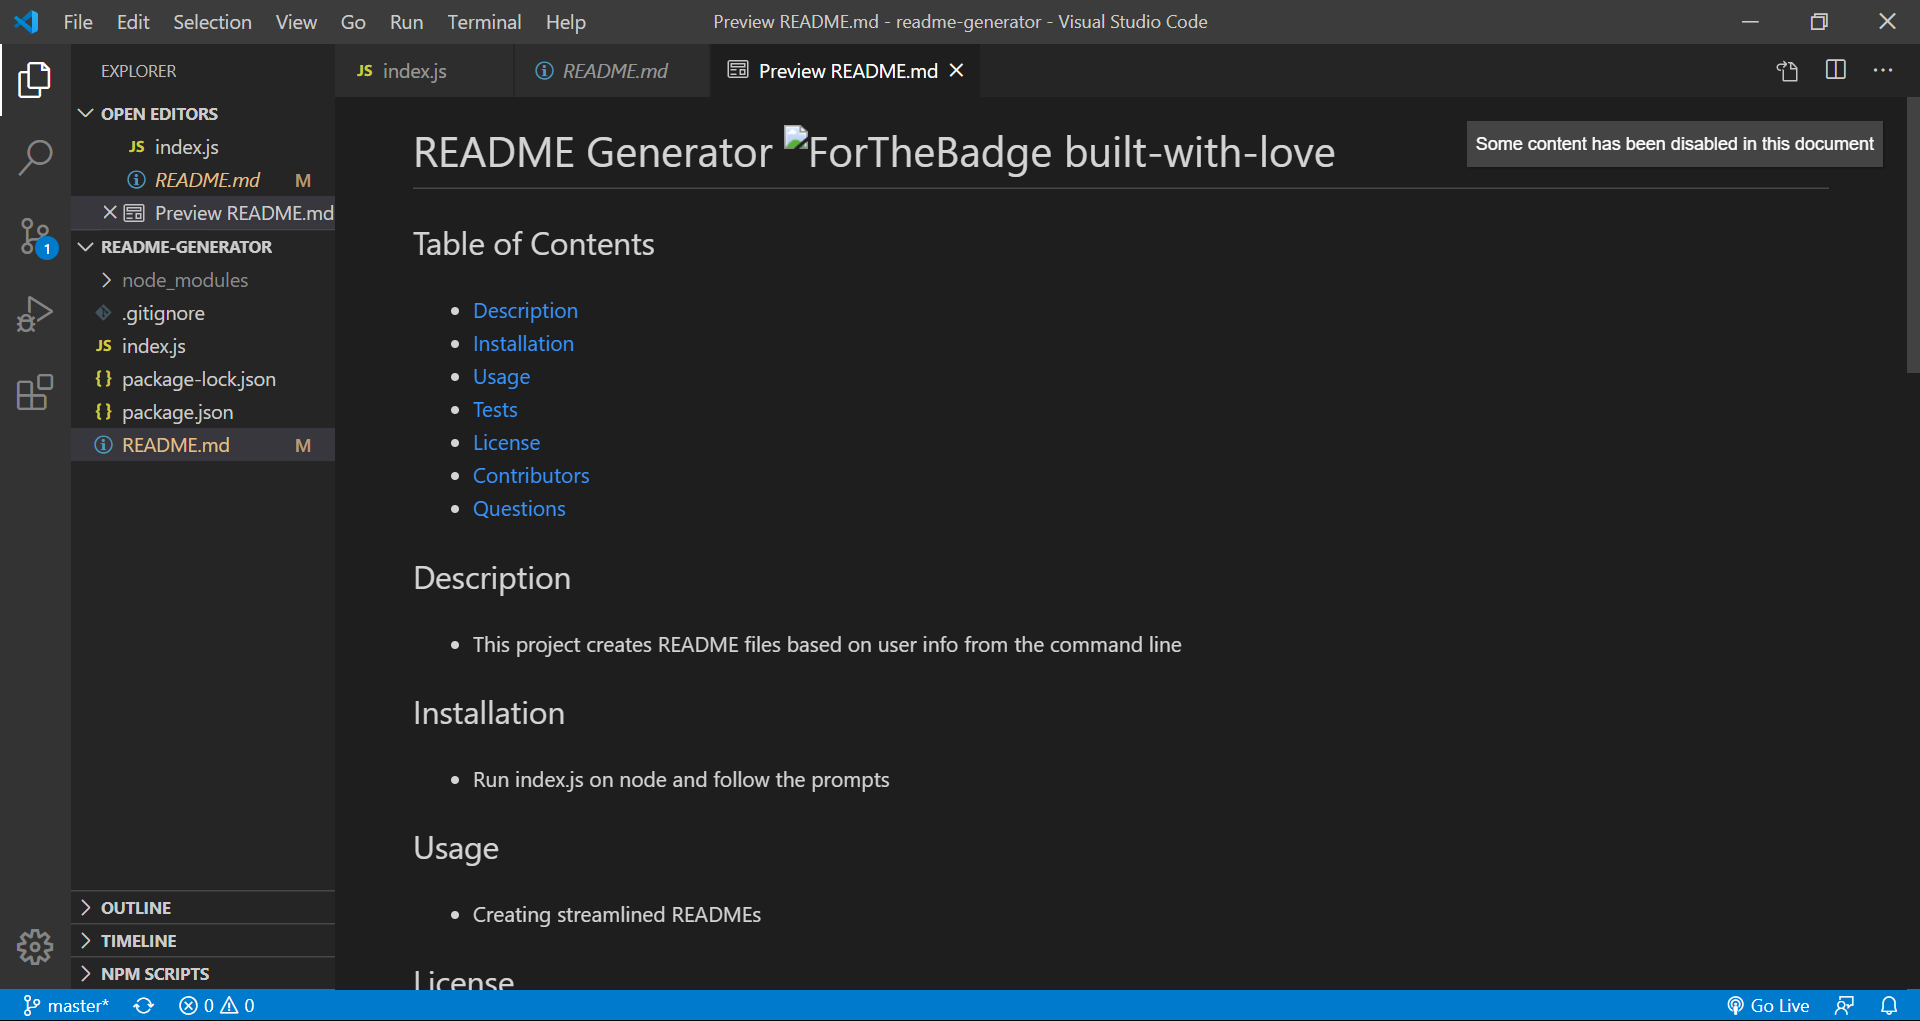 File Edit Selection View Go Run Terminal Help Preview README.md - readme-generator - Visual Studio Code
EXPLORER
OPEN EDITORS
JS index.js
README.md M
Preview README.md
README-GENERATOR
node_modules
.gitignore
JS index.js
{} package-lock.json
{} package.json
README.md M
OUTLINE
TIMELINE
NPM SCRIPTS
1
JS index.js README.md Preview README.md
README Generator ForTheBadge built-with-love
Some content has been disabled in this document
Table of Contents
• Description
• Installation
• Usage
• Tests
• License
• Contributors
• Questions
Description
• This project creates README files based on user info from the command line
Installation
• Run index.js on node and follow the prompts
Usage
• Creating streamlined READMEs
License
master* 0 0 Go Live